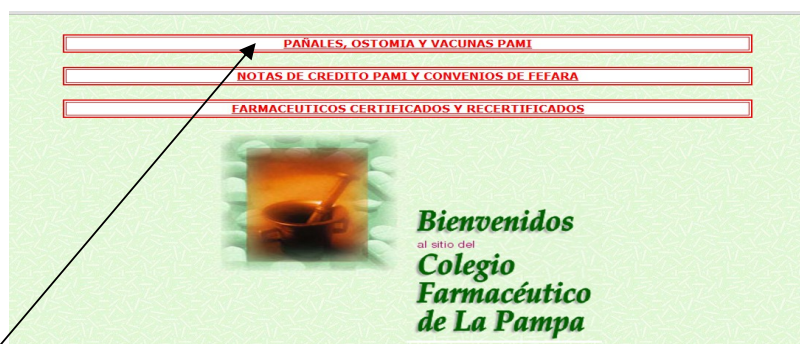 PAÑALES, OSTOMIA Y VACUNAS PAMI
NOTAS DE CREDITO PAMI Y CONVENIOS DE FEFARA
FARMACEUTICOS CERTIFICADOS Y RECERTIFICADOS
Bienvenidos
al sitio del
Colegio
Farmacéutico
de La Pampa